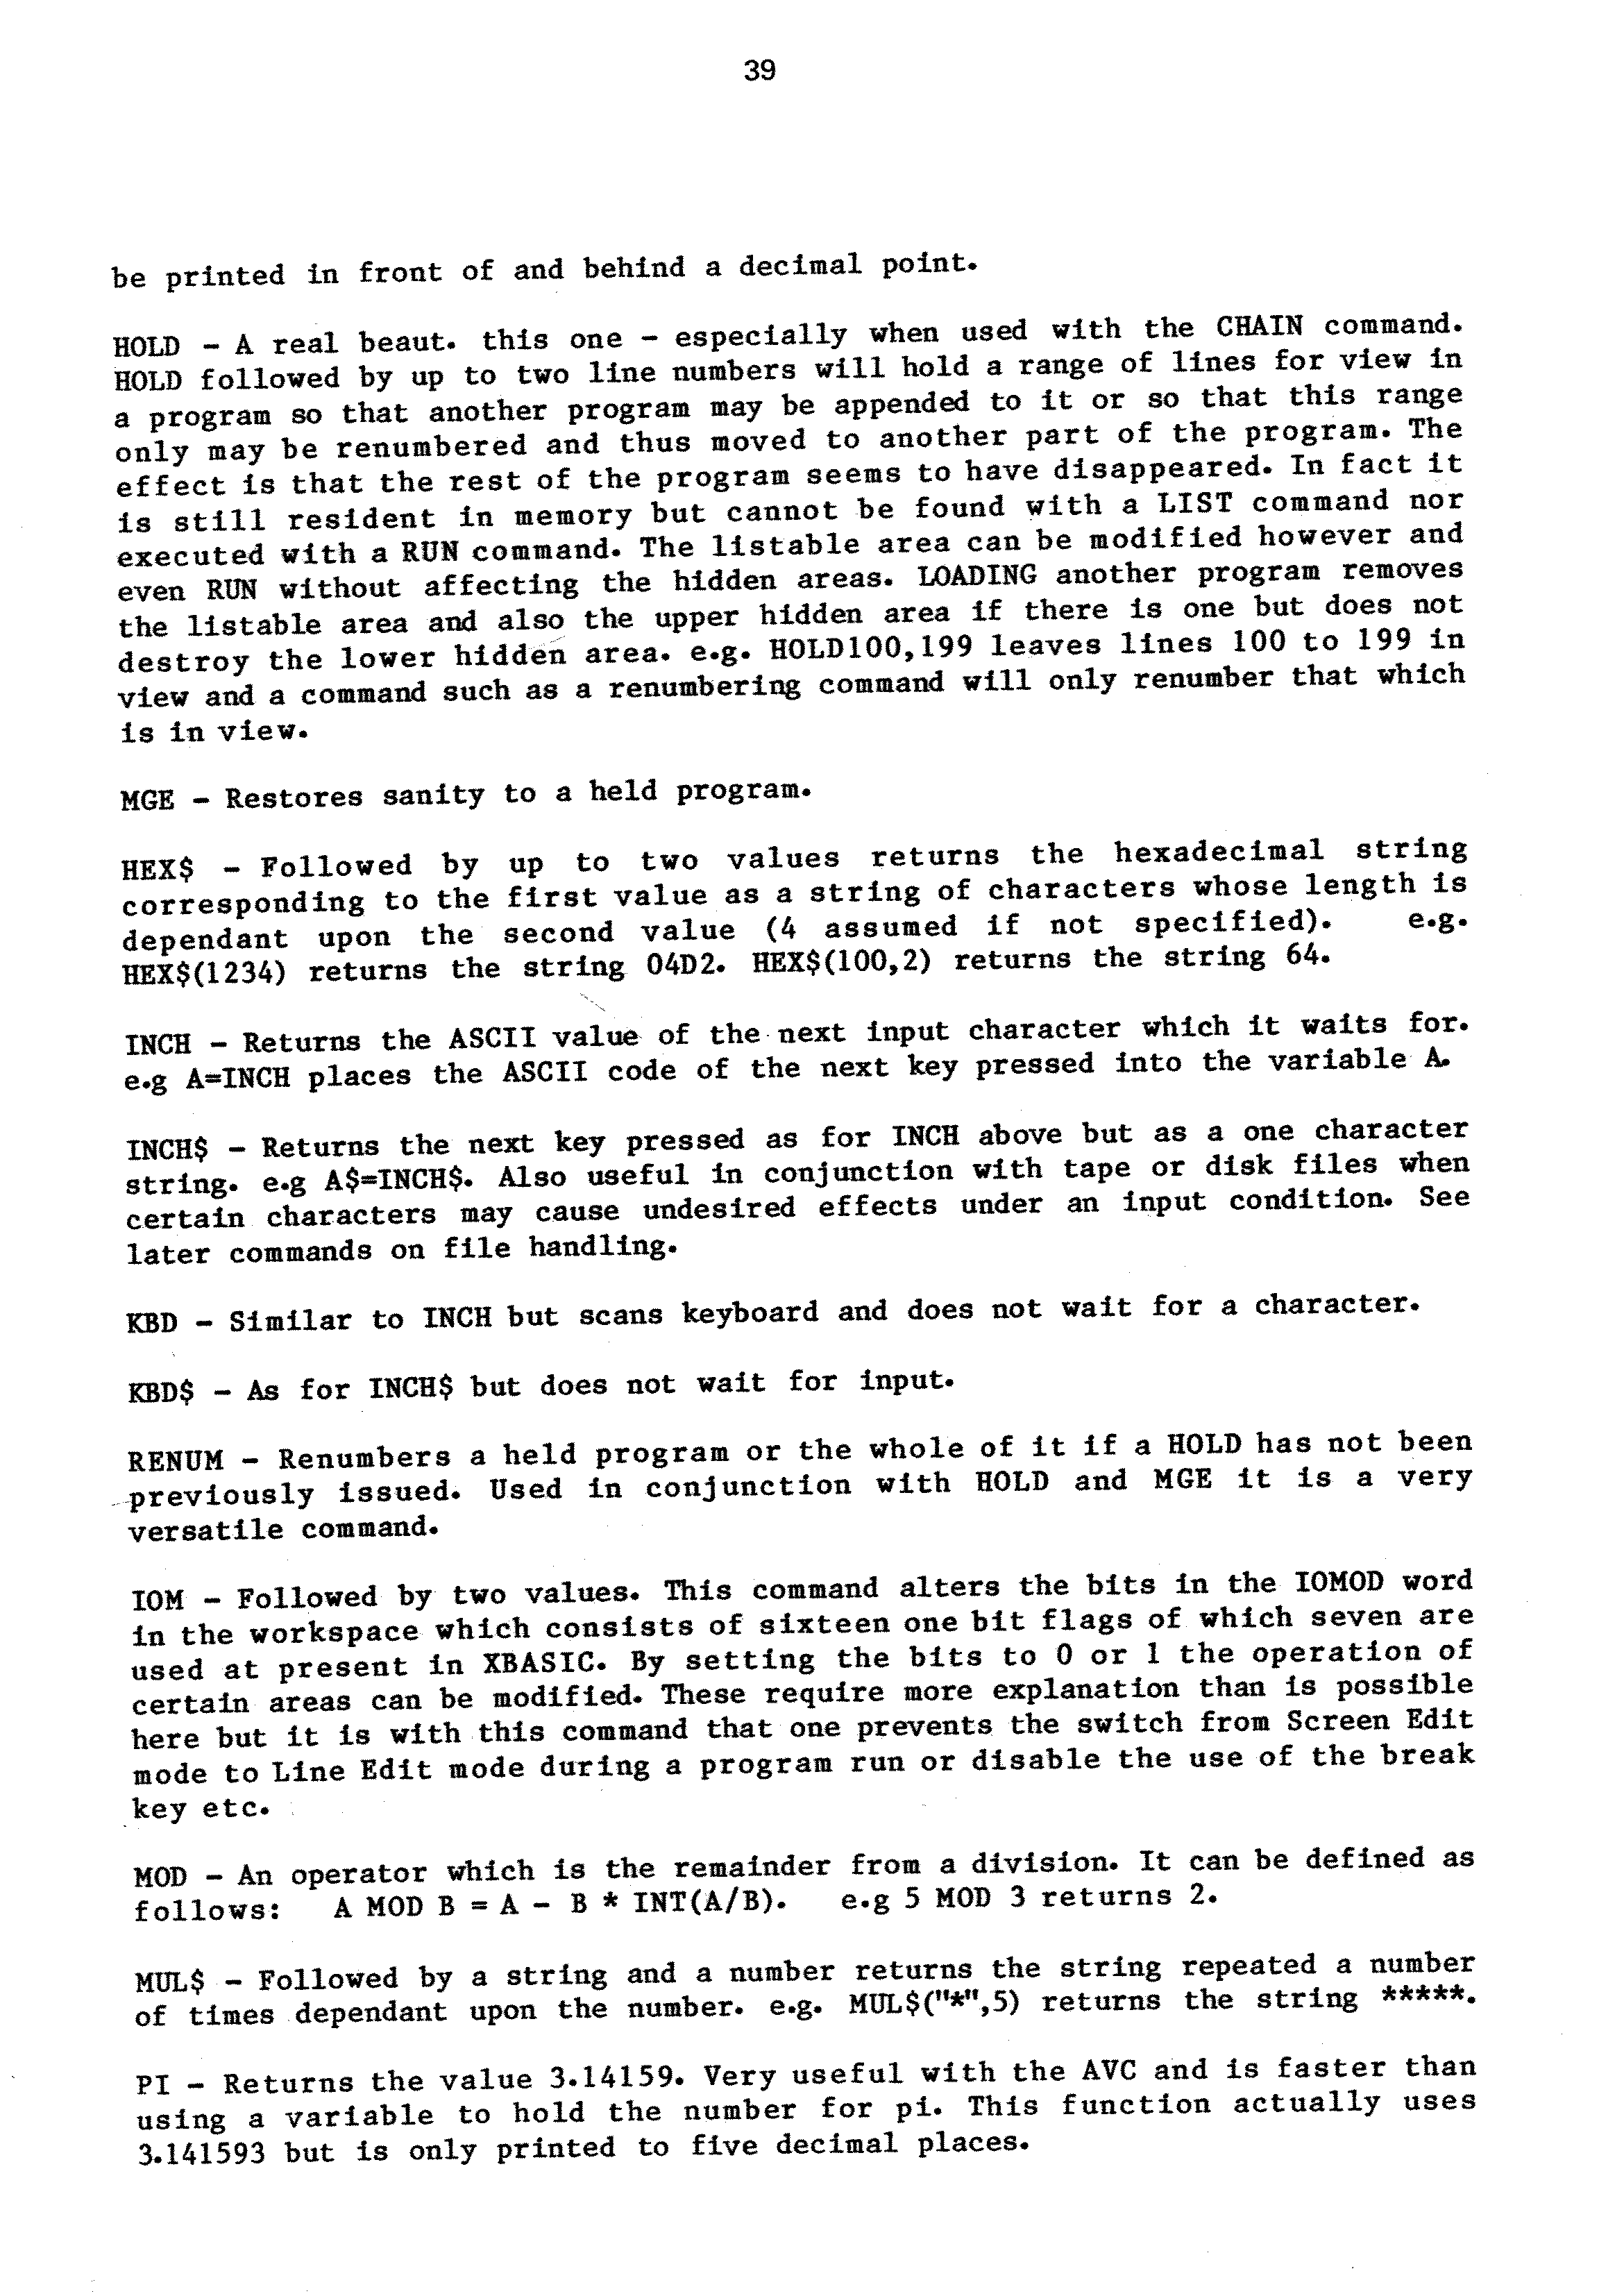 39
be printed in front of and behind a decimal point.
HOLD - A real beaut. this one - especially when used with the CHAIN command.
HOLD followed by up to two line numbers will hold a range of lines for view in
a program so that another program may be appended to it or so that this range
only may be renumbered and thus moved to another part of the program. The
effect is that the rest of the program seems to have disappeared. In fact it
is still resident in memory but cannot be found with a LIST command nor
executed with a RUN command. The listable area can be modified however and
even RUN without affecting the hidden areas. LOADING another program removes
the listable area and also the upper hidden area if there is one but does not
destroy the lower hidden area. e.g. HOLD100,199 leaves lines 100 to 199 in
view and a command such as a renumbering command will only renumber that which
is in view.
MGE - Restores sanity to a held program.
HEX$ - Followed by up to two values returns the hexadecimal string
corresponding to the first value as a string of characters whose length is
dependant upon the second value (4 assumed if not specified). e.g.
HEX$(1234) returns the string 04D2. HEX$(100,2) returns the string 64.
INCH - Returns the ASCII value of the next input character which it waits for.
e.g A=INCH places the ASCII code of the next key pressed into the variable A.
INCH$ - Returns the next key pressed as for INCH above but as a one character
string. e.g A$=INCH$. Also useful in conjunction with tape or disk files when
certain characters may cause undesired effects under an input condition. See
later commands on file handling.
KBD - Similar to INCH but scans keyboard and does not wait for a character.
KBD$ - As for INCH$ but does not wait for input.
RENUM - Renumbers a held program or the whole of it if a HOLD has not been
previously issued. Used in conjunction with HOLD and MGE it is a very
versatile command.
IOM - Followed by two values. This command alters the bits in the IOMOD word
in the workspace which consists of sixteen one bit flags of which seven are
used at present in XBASIC. By setting the bits to 0 or 1 the operation of
certain areas can be modified. These require more explanation than is possible
here but it is with this command that one prevents the switch from Screen Edit
mode to Line Edit mode during a program run or disable the use of the break
key etc.
MOD - An operator which is the remainder from a division. It can be defined as
follows: A MOD B = A - B * INT(A/B). e.g 5 MOD 3 returns 2.
MUL$ - Followed by a string and a number returns the string repeated a number
of times dependant upon the number. e.g. MUL$("*",5) returns the string *****.
PI - Returns the value 3.14159. Very useful with the AVC and is faster than
using a variable to hold the number for pi. This function actually uses
3.141593 but is only printed to five decimal places.